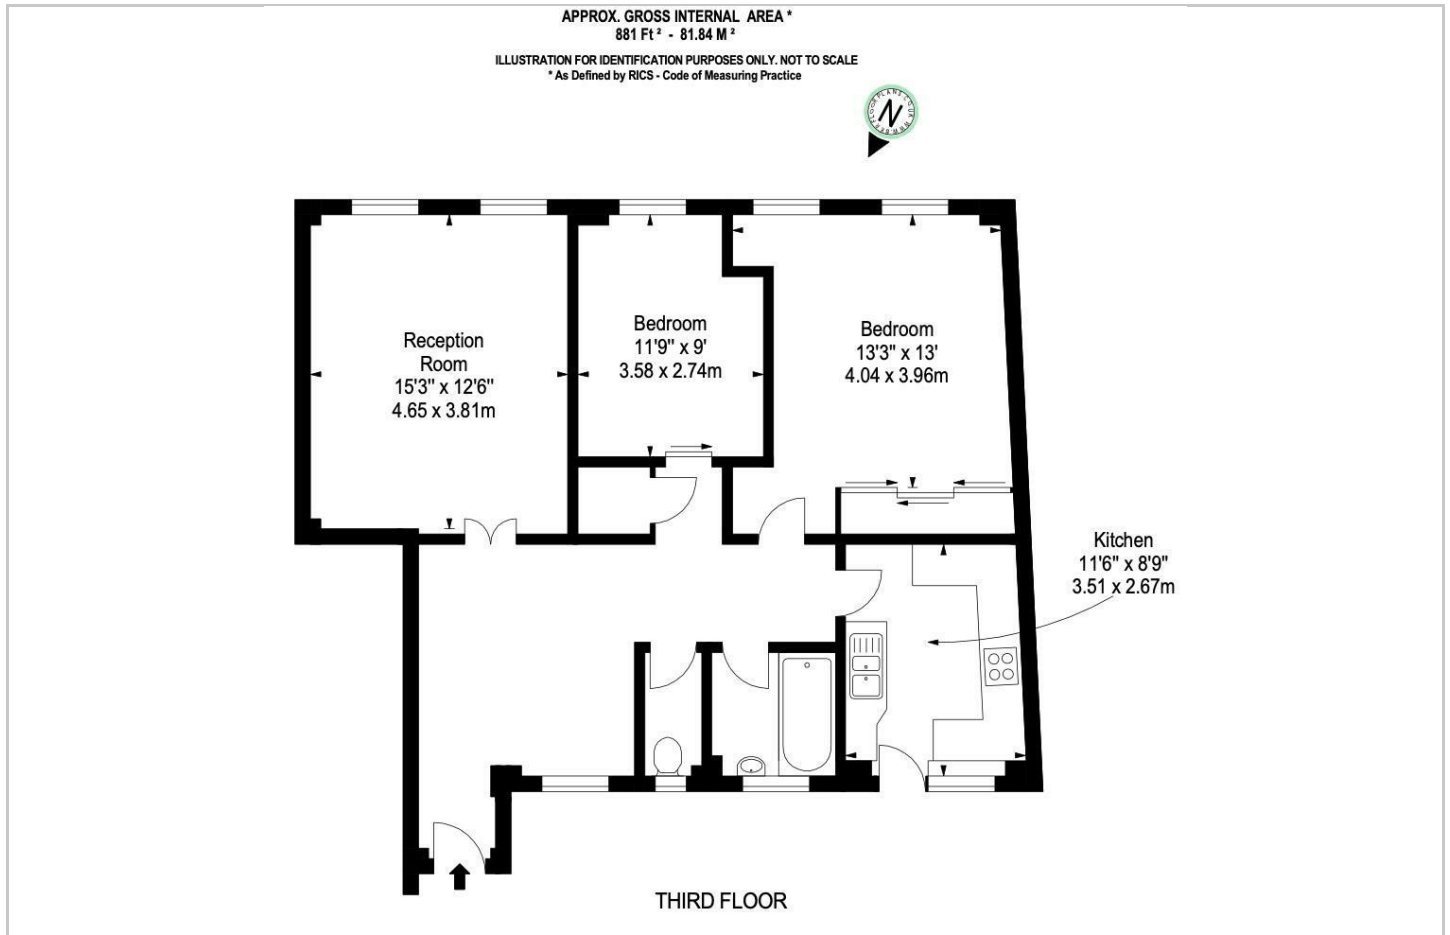 APPROX. GROSS INTERNAL AREA *
881 Ft ² - 81.84 M ²
ILLUSTRATION FOR IDENTIFICATION PURPOSES ONLY. NOT TO SCALE
* As Defined by RICS - Code of Measuring Practice
N
Reception
Room
15'3" x 12'6"
4.65 x 3.81m
Bedroom
11'9" x 9'
3.58 x 2.74m
Bedroom
13'3" x 13'
4.04 x 3.96m
Kitchen
11'6" x 8'9"
3.51 x 2.67m
THIRD FLOOR